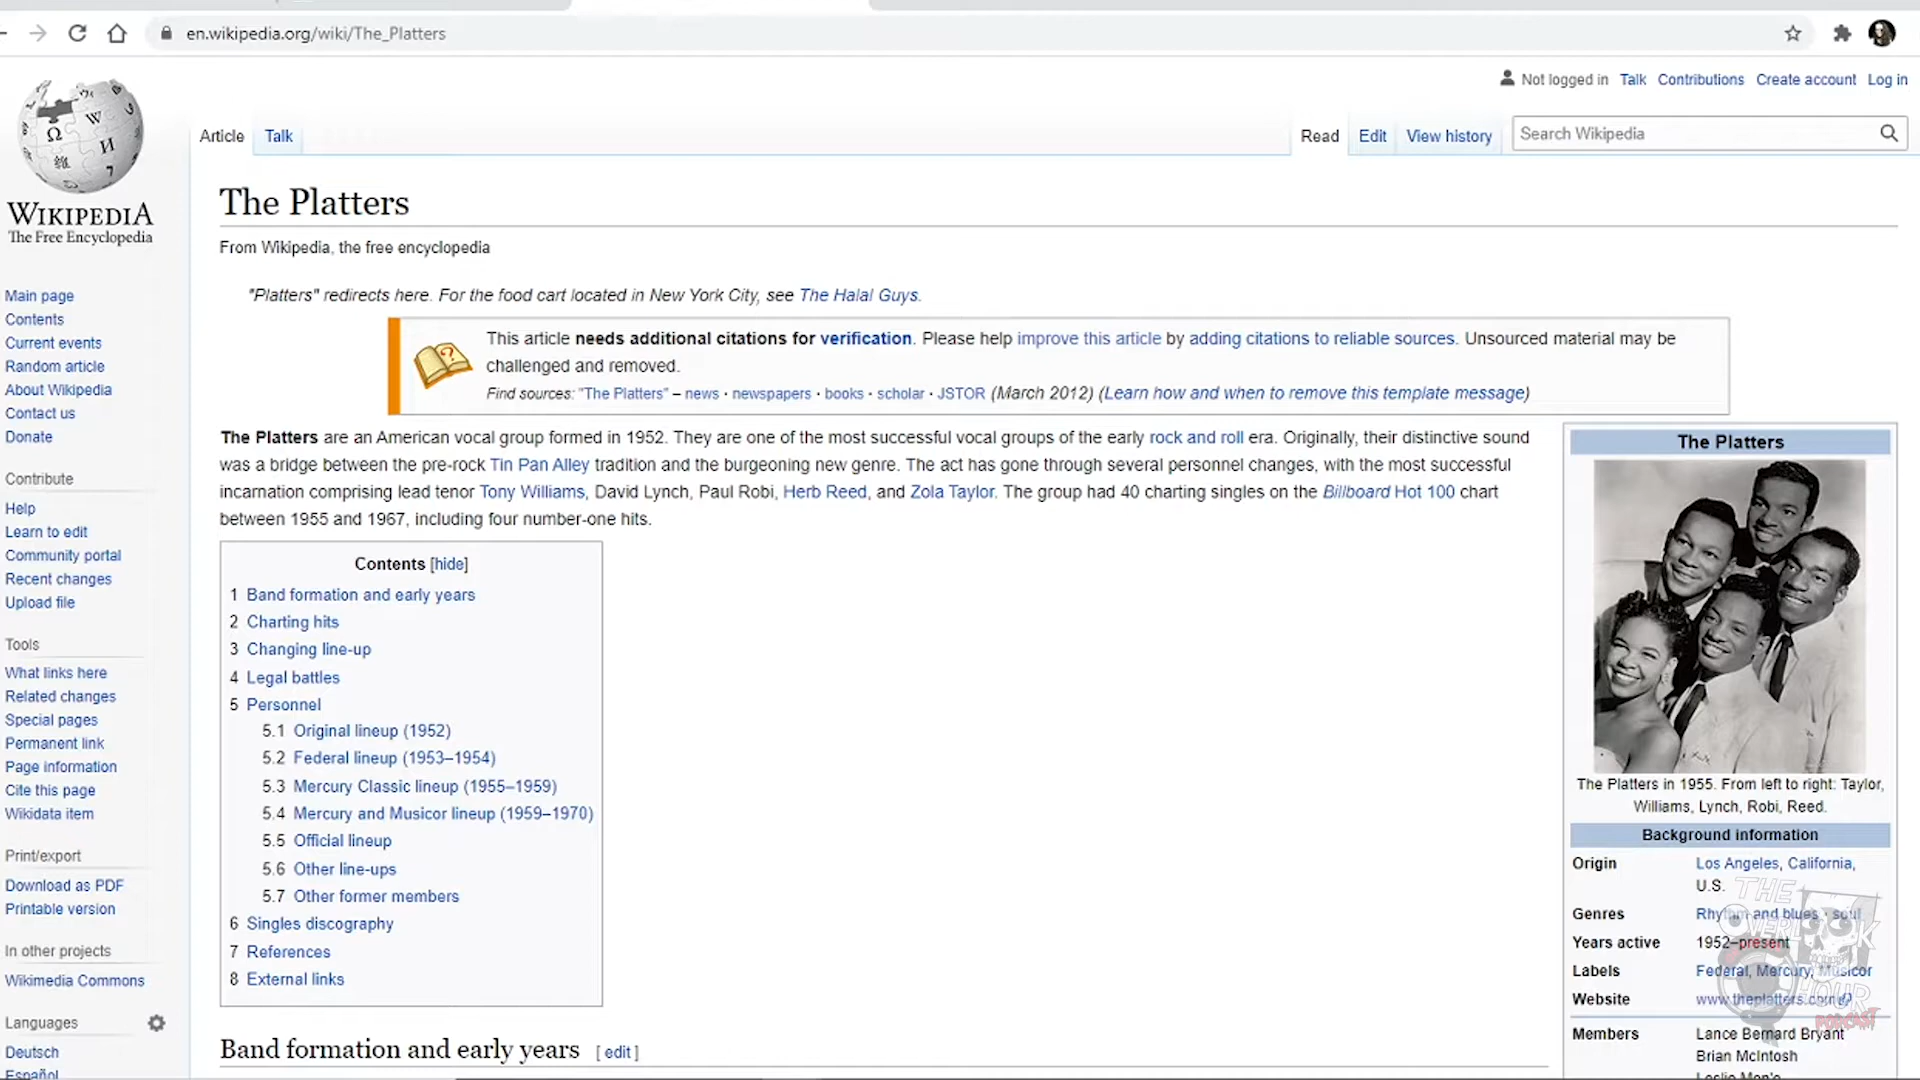 en.wikipedia.org/wiki/The_Platters
Not logged in Talk Contributions Create account Log in
Article Talk
Read Edit View history Search Wikipedia
WIKIPEDIA
The Free Encyclopedia
Main page
Contents
Current events
Random article
About Wikipedia
Contact us
Donate
Contribute
Help
Learn to edit
Community portal
Recent changes
Upload file
Tools
What links here
Related changes
Special pages
Permanent link
Page information
Cite this page
Wikidata item
Print/export
Download as PDF
Printable version
In other projects
Wikimedia Commons
Languages
Deutsch
Español
The Platters
From Wikipedia, the free encyclopedia
"Platters" redirects here. For the food cart located in New York City, see The Halal Guys.
This article needs additional citations for verification. Please help improve this article by adding citations to reliable sources. Unsourced material may be
challenged and removed.
Find sources: "The Platters" – news · newspapers · books · scholar · JSTOR (March 2012) (Learn how and when to remove this template message)
The Platters are an American vocal group formed in 1952. They are one of the most successful vocal groups of the early rock and roll era. Originally, their distinctive sound
was a bridge between the pre-rock Tin Pan Alley tradition and the burgeoning new genre. The act has gone through several personnel changes, with the most successful
incarnation comprising lead tenor Tony Williams, David Lynch, Paul Robi, Herb Reed, and Zola Taylor. The group had 40 charting singles on the Billboard Hot 100 chart
between 1955 and 1967, including four number-one hits.
Contents [hide]
1 Band formation and early years
2 Charting hits
3 Changing line-up
4 Legal battles
5 Personnel
5.1 Original lineup (1952)
5.2 Federal lineup (1953–1954)
5.3 Mercury Classic lineup (1955–1959)
5.4 Mercury and Musicor lineup (1959–1970)
5.5 Official lineup
5.6 Other line-ups
5.7 Other former members
6 Singles discography
7 References
8 External links
Band formation and early years [ edit ]
The Platters
The Platters in 1955. From left to right: Taylor,
Williams, Lynch, Robi, Reed.
Background information
Origin Los Angeles, California,
U.S.
Genres Rhythm and blues · soul
Years active 1952–present
Labels Federal, Mercury, Musicor
Website www.theplatters.com
Members Lance Bernard Bryant
Brian McIntosh
THE
OVERLOOK
HOUR
PODCAST